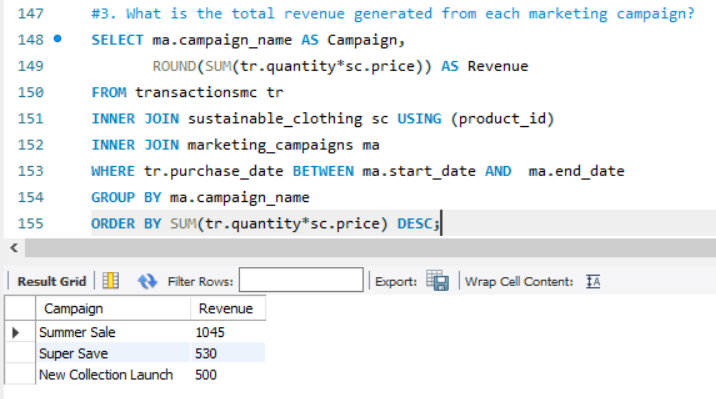 147 #3. What is the total revenue generated from each marketing campaign?
148 SELECT ma.campaign_name AS Campaign,
149 ROUND(SUM(tr.quantity*sc.price)) AS Revenue
150 FROM transactionsmc tr
151 INNER JOIN sustainable_clothing sc USING (product_id)
152 INNER JOIN marketing_campaigns ma
153 WHERE tr.purchase_date BETWEEN ma.start_date AND  ma.end_date
154 GROUP BY ma.campaign_name
155 ORDER BY SUM(tr.quantity*sc.price) DESC;
Result Grid Filter Rows: Export: Wrap Cell Content: IA
Campaign Revenue
Summer Sale 1045
Super Save 530
New Collection Launch 500